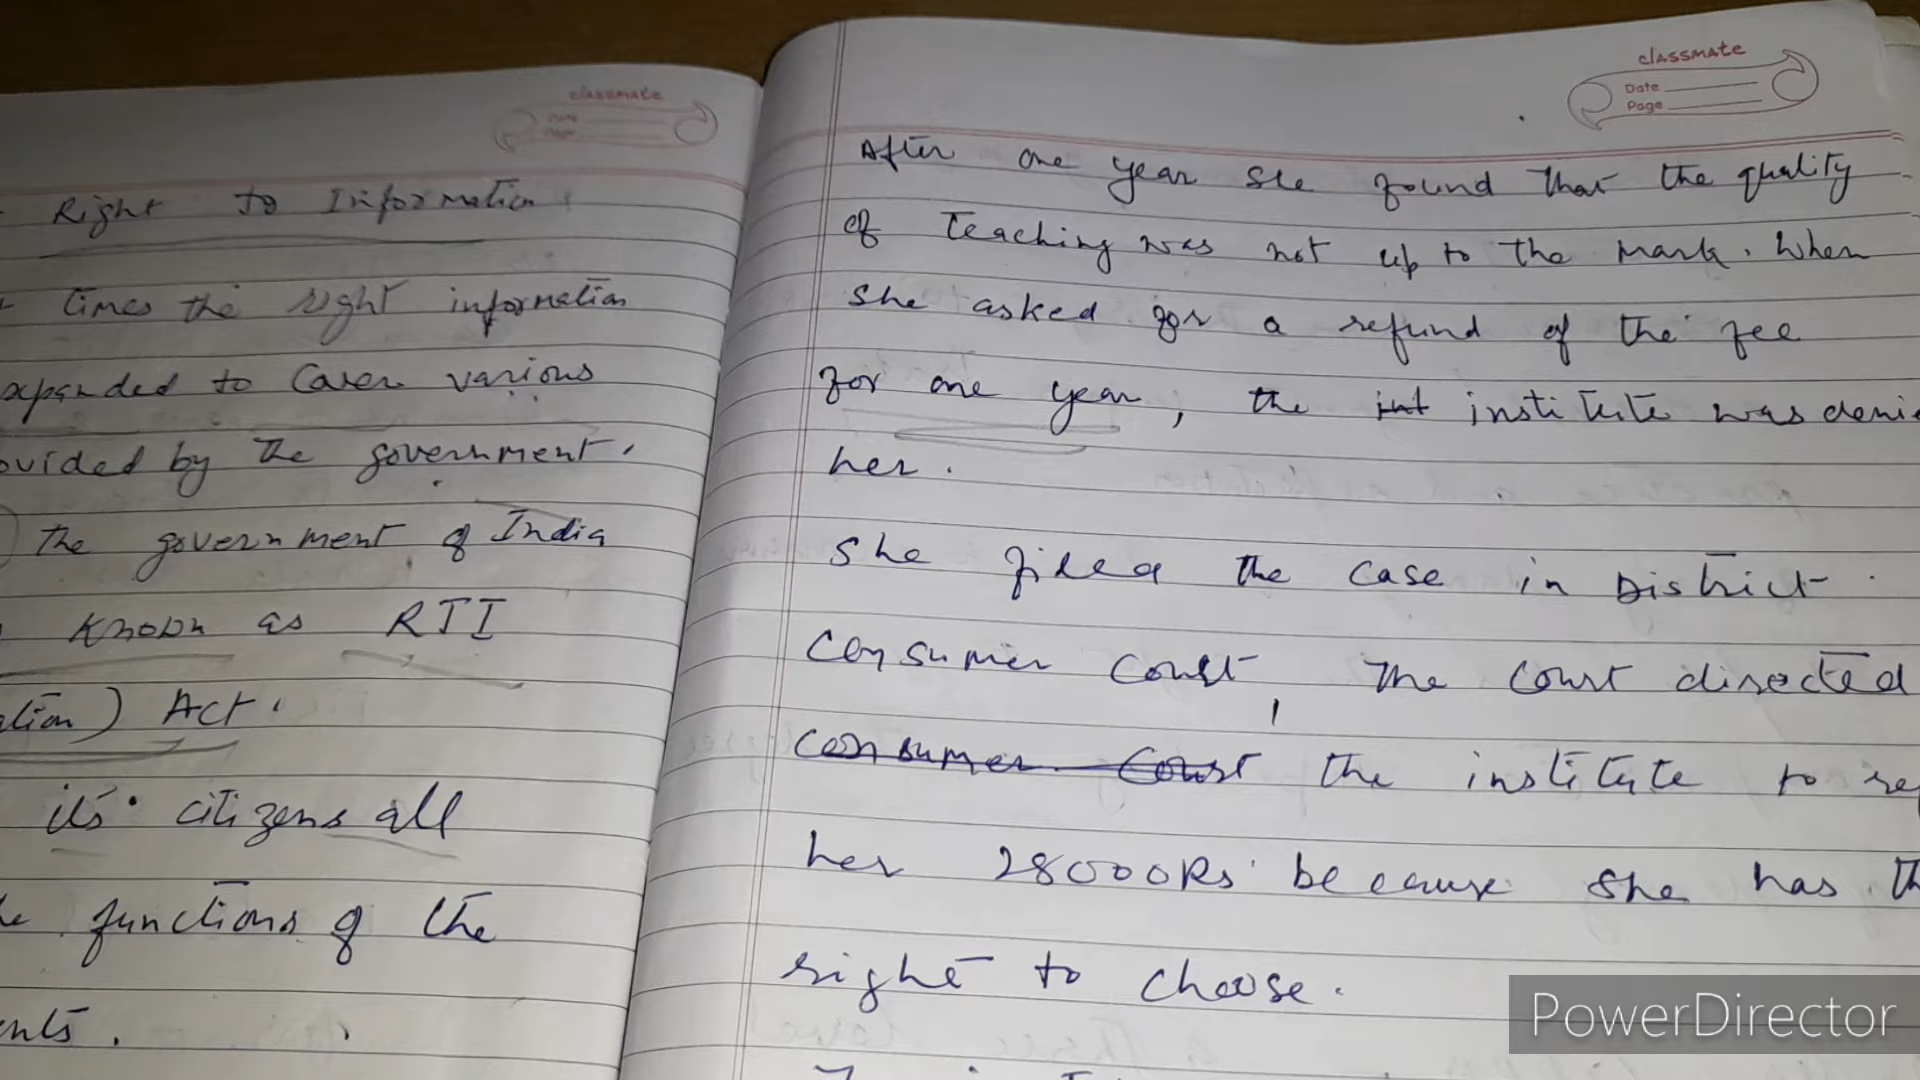 classmate
Date
Page
Right to Information
times the right information
expanded to cover various
ovided by the government.
The government of India
known as RTI
ation) Act.
its citizens all
functions of the
ents.
classmate
Date
Page
After one year she found that the quality
of Teaching was not up to the mark. When
she asked for a refund of the fee
for one year, the int institute was denie
her.
She filed the case in District
Consumer Court, The Court directed
consumer court the institute to re
her 28000Rs because she has th
right to choose.
PowerDirector